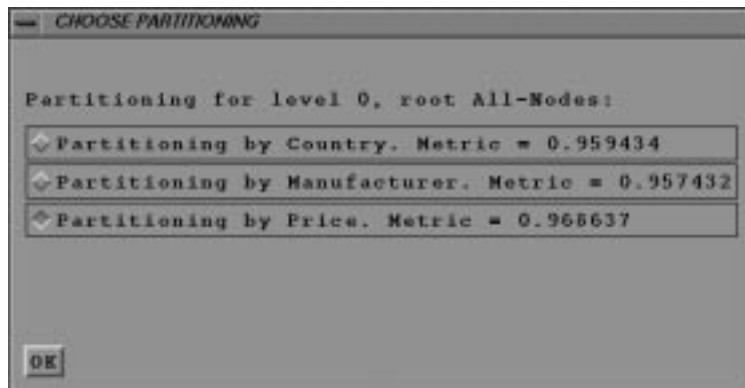 CHOOSE PARTITIONING
Partitioning for level 0, root All-Nodes:
Partitioning by Country. Metric = 0.959434
Partitioning by Manufacturer. Metric = 0.957432
Partitioning by Price. Metric = 0.968637
OK